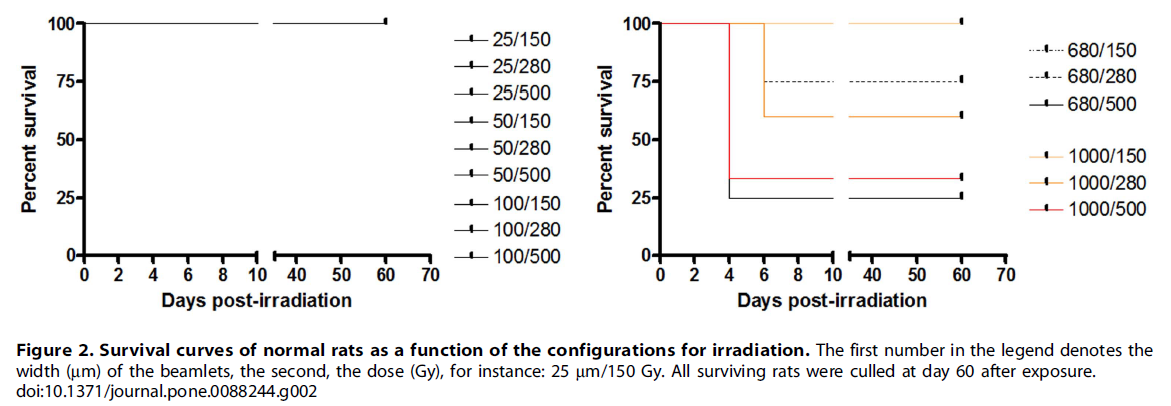 100
75
50
25
0
Percent survival
0 2 4 6 8 10 40 50 60 70
Days post-irradiation
25/150
25/280
25/500
50/150
50/280
50/500
100/150
100/280
100/500
100
75
50
25
0
Percent survival
0 2 4 6 8 10 40 50 60 70
Days post-irradiation
680/150
680/280
680/500
1000/150
1000/280
1000/500
Figure 2. Survival curves of normal rats as a function of the configurations for irradiation. The first number in the legend denotes the
width (μm) of the beamlets, the second, the dose (Gy), for instance: 25 μm/150 Gy. All surviving rats were culled at day 60 after exposure.
doi:10.1371/journal.pone.0088244.g002